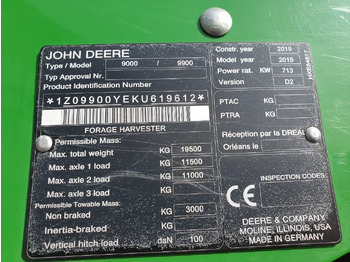 JOHN DEERE
Type / Model 9000 / 9900
Typ Approval Nr.
Product Identification Number
*1Z09900YEKU619612*
FORAGE HARVESTER
Permissible Mass:
Max. total weight KG 19500
Max. axle 1 load KG 11500
Max. axle 2 load KG 11000
Max. axle 3 load KG
Permissible Towable Mass:
Non braked KG 3000
Inertia-braked KG
Vertical hitch load daN 100
Constr. year 2019
Model year 2019
Power rat. KW 713
Version D2
PTAC KG
PTRA KG
Réception par la DREAL
Orléans le
INSPECTION CODES:
CE
DEERE & COMPANY
MOLINE, ILLINOIS, USA
MADE IN GERMANY